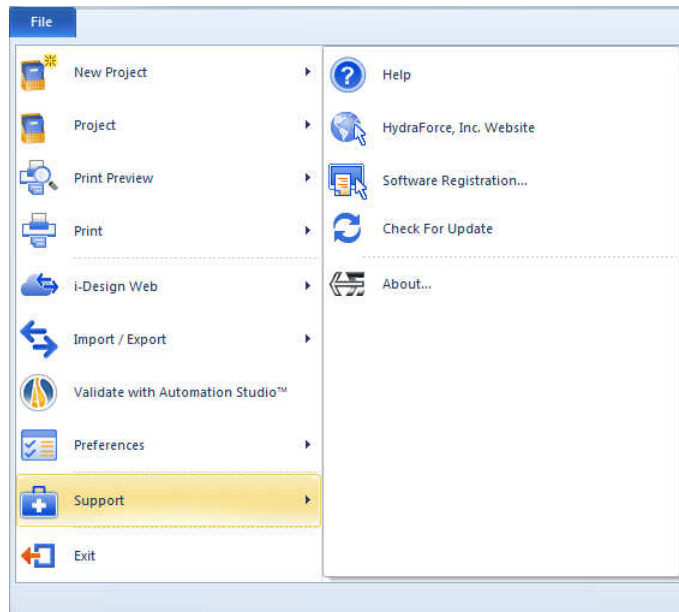 File
New Project
Project
Print Preview
Print
i-Design Web
Import / Export
Validate with Automation Studio™
Preferences
Support
Exit
Help
HydraForce, Inc. Website
Software Registration...
Check For Update
About...